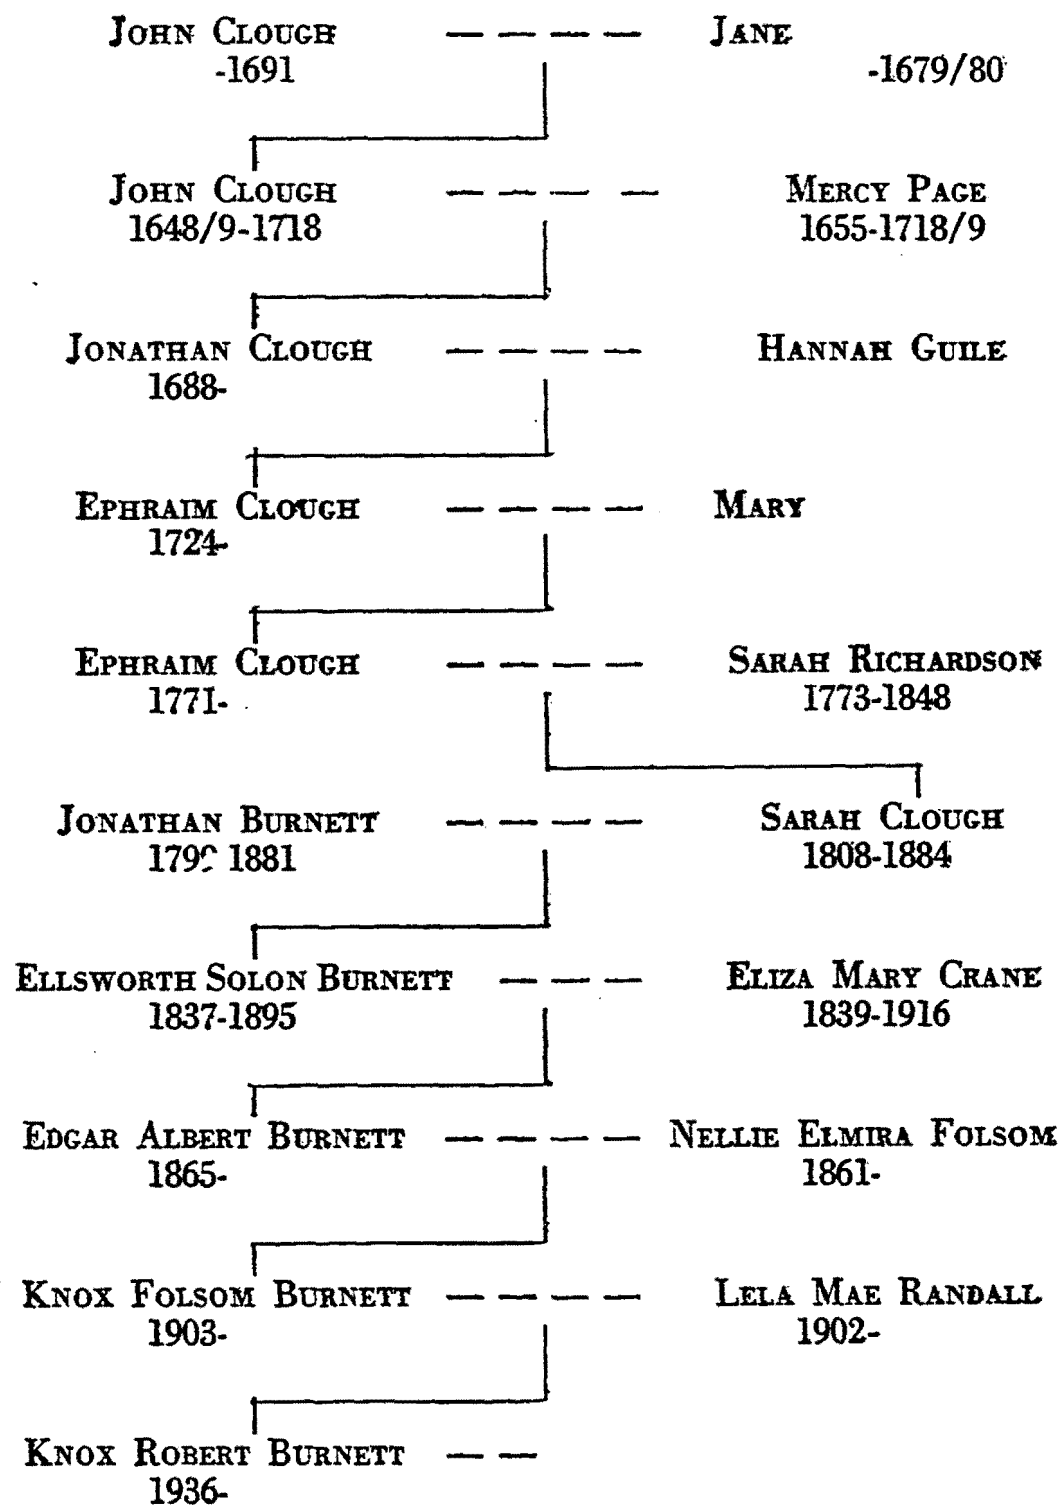 JOHN CLOUGH JANE
-1691 -1679/80
JOHN CLOUGH MERCY PAGE
1648/9-1718 1655-1718/9
JONATHAN CLOUGH HANNAH GUILE
1688-
EPHRAIM CLOUGH MARY
1724-
EPHRAIM CLOUGH SARAH RICHARDSON
1771- 1773-1848
JONATHAN BURNETT SARAH CLOUGH
1881 1808-1884
ELLSWORTH SOLON BURNETT ELIZA MARY CRANE
1837-1895 1839-1916
EDGAR ALBERT BURNETT NELLIE ELMIRA FOLSOM
1865- 1861-
KNOX FOLSOM BURNETT LELA MAE RANDALL
1903- 1902-
KNOX ROBERT BURNETT
1936-